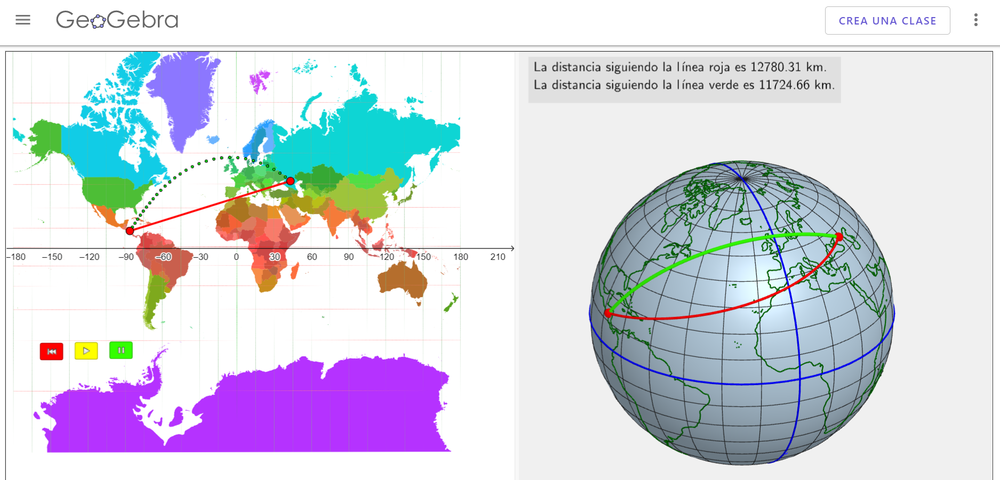 GeoGebra
CREA UNA CLASE
La distancia siguiendo la línea roja es 12780.31 km.
La distancia siguiendo la línea verde es 11724.66 km.
−180 −150 −120 −90 −60 −30 0 30 60 90 120 150 180 210